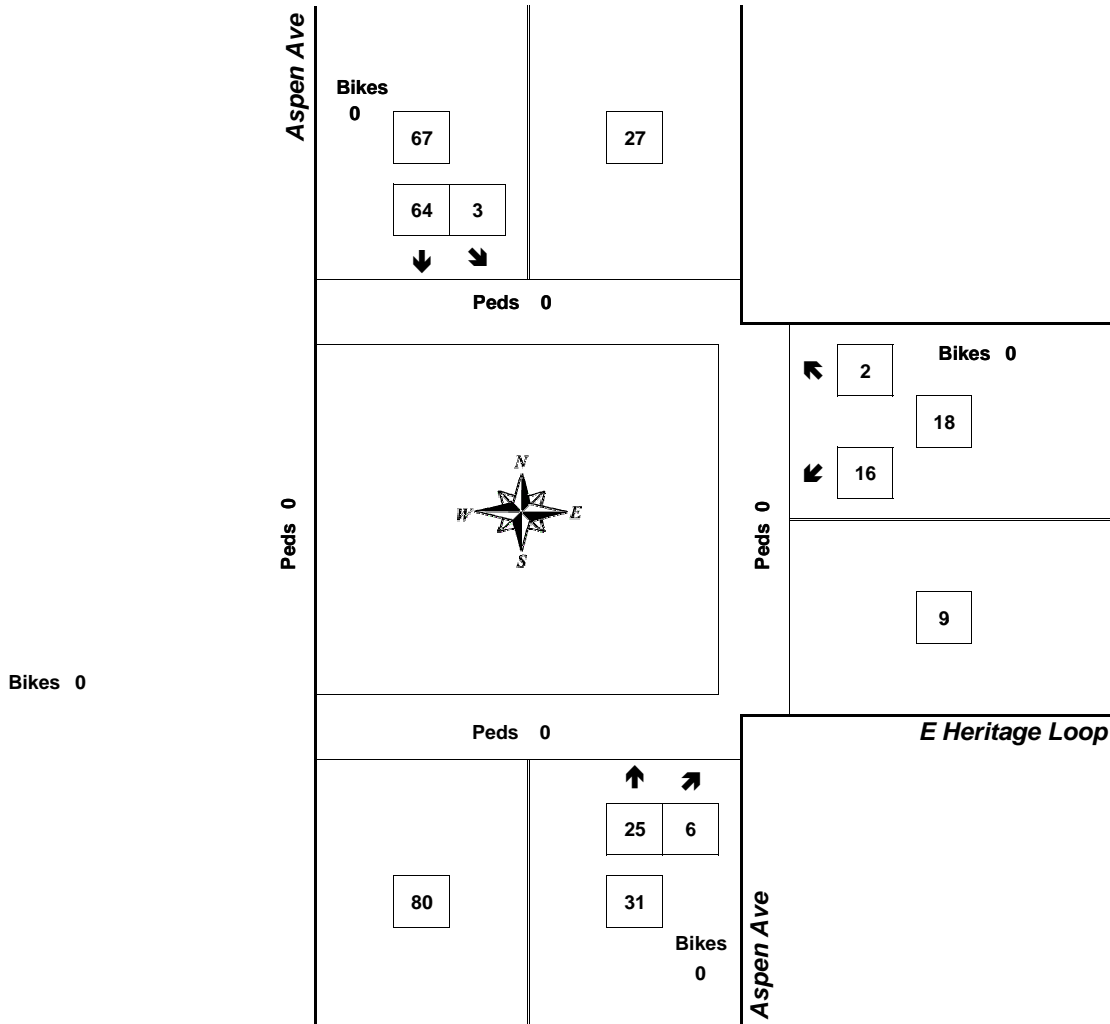 Aspen Ave
Bikes
0
67
27
64 3
Peds 0
2
Bikes 0
18
16
N
W E
S
Peds 0
Peds 0
9
Bikes 0
Peds 0
E Heritage Loop
25 6
80
31
Bikes
0
Aspen Ave